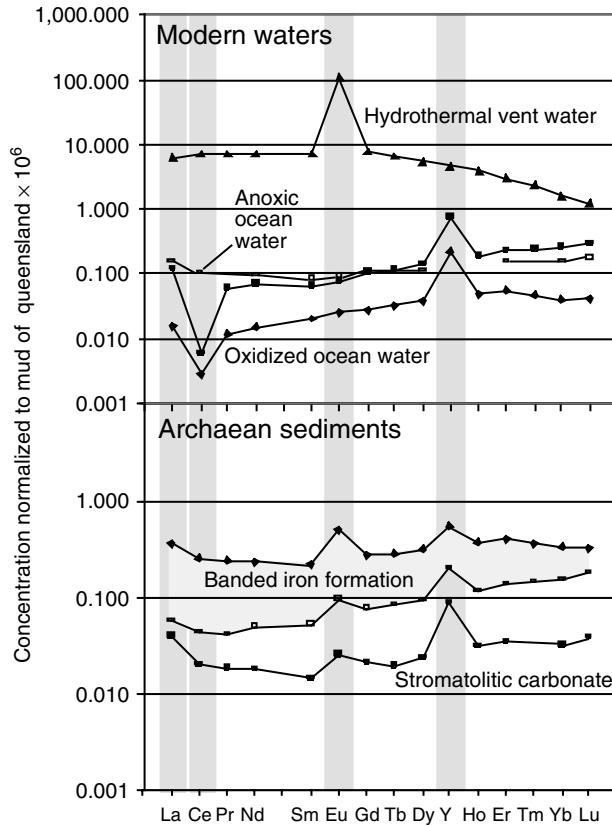 Concentration normalized to mud of queensland × 10⁶
1,000.000
Modern waters
100.000
Hydrothermal vent water
10.000
Anoxic
1.000
ocean
water
0.100
0.010
Oxidized ocean water
0.001
Archaean sediments
1.000
Banded iron formation
0.100
Stromatolitic carbonate
0.010
0.001
La Ce Pr Nd Sm Eu Gd Tb Dy Y Ho Er Tm Yb Lu